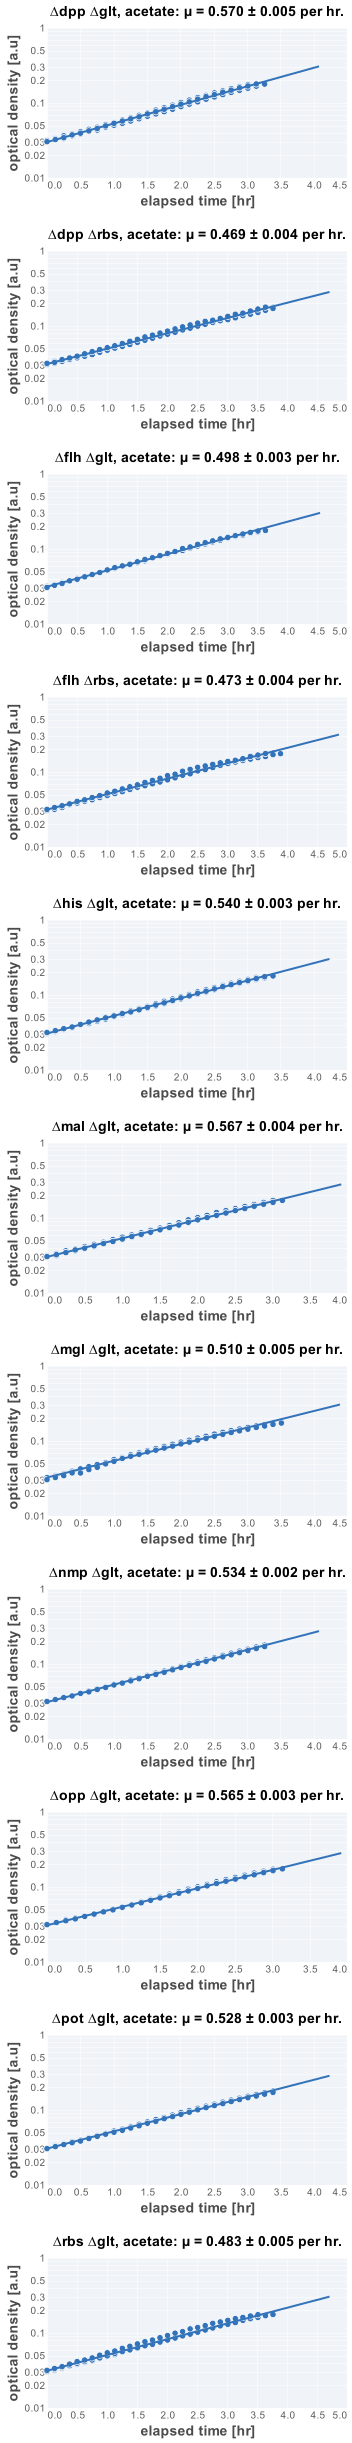 Δdpp Δglt, acetate: μ = 0.570 ± 0.005 per hr.
optical density [a.u]
1
0.5
0.3
0.2
0.1
0.05
0.03
0.02
0.01
0.0 0.5 1.0 1.5 2.0 2.5 3.0 3.5 4.0 4.5
elapsed time [hr]
Δdpp Δrbs, acetate: μ = 0.469 ± 0.004 per hr.
optical density [a.u]
1
0.5
0.3
0.2
0.1
0.05
0.03
0.02
0.01
0.0 0.5 1.0 1.5 2.0 2.5 3.0 3.5 4.0 4.5 5.0
elapsed time [hr]
Δflh Δglt, acetate: μ = 0.498 ± 0.003 per hr.
optical density [a.u]
1
0.5
0.3
0.2
0.1
0.05
0.03
0.02
0.01
0.0 0.5 1.0 1.5 2.0 2.5 3.0 3.5 4.0 4.5 5.0
elapsed time [hr]
Δflh Δrbs, acetate: μ = 0.473 ± 0.004 per hr.
optical density [a.u]
1
0.5
0.3
0.2
0.1
0.05
0.03
0.02
0.01
0.0 0.5 1.0 1.5 2.0 2.5 3.0 3.5 4.0 4.5 5.0
elapsed time [hr]
Δhis Δglt, acetate: μ = 0.540 ± 0.003 per hr.
optical density [a.u]
1
0.5
0.3
0.2
0.1
0.05
0.03
0.02
0.01
0.0 0.5 1.0 1.5 2.0 2.5 3.0 3.5 4.0 4.5
elapsed time [hr]
Δmal Δglt, acetate: μ = 0.567 ± 0.004 per hr.
optical density [a.u]
1
0.5
0.3
0.2
0.1
0.05
0.03
0.02
0.01
0.0 0.5 1.0 1.5 2.0 2.5 3.0 3.5 4.0
elapsed time [hr]
Δmgl Δglt, acetate: μ = 0.510 ± 0.005 per hr.
optical density [a.u]
1
0.5
0.3
0.2
0.1
0.05
0.03
0.02
0.01
0.0 0.5 1.0 1.5 2.0 2.5 3.0 3.5 4.0 4.5
elapsed time [hr]
Δnmp Δglt, acetate: μ = 0.534 ± 0.002 per hr.
optical density [a.u]
1
0.5
0.3
0.2
0.1
0.05
0.03
0.02
0.01
0.0 0.5 1.0 1.5 2.0 2.5 3.0 3.5 4.0 4.5
elapsed time [hr]
Δopp Δglt, acetate: μ = 0.565 ± 0.003 per hr.
optical density [a.u]
1
0.5
0.3
0.2
0.1
0.05
0.03
0.02
0.01
0.0 0.5 1.0 1.5 2.0 2.5 3.0 3.5 4.0
elapsed time [hr]
Δpot Δglt, acetate: μ = 0.528 ± 0.003 per hr.
optical density [a.u]
1
0.5
0.3
0.2
0.1
0.05
0.03
0.02
0.01
0.0 0.5 1.0 1.5 2.0 2.5 3.0 3.5 4.0 4.5
elapsed time [hr]
Δrbs Δglt, acetate: μ = 0.483 ± 0.005 per hr.
optical density [a.u]
1
0.5
0.3
0.2
0.1
0.05
0.03
0.02
0.01
0.0 0.5 1.0 1.5 2.0 2.5 3.0 3.5 4.0 4.5 5.0
elapsed time [hr]